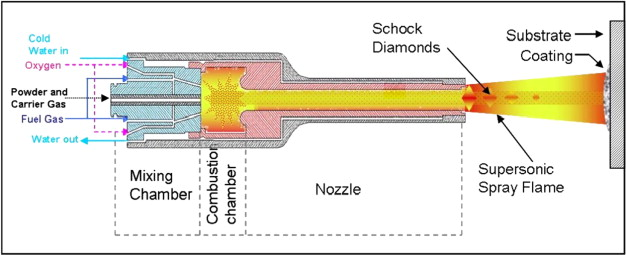 Cold
Water in
Oxygen
Powder and
Carrier Gas
Fuel Gas
Water out
Mixing
Chamber
Combustion
chamber
Nozzle
Schock
Diamonds
Supersonic
Spray Flame
Substrate
Coating